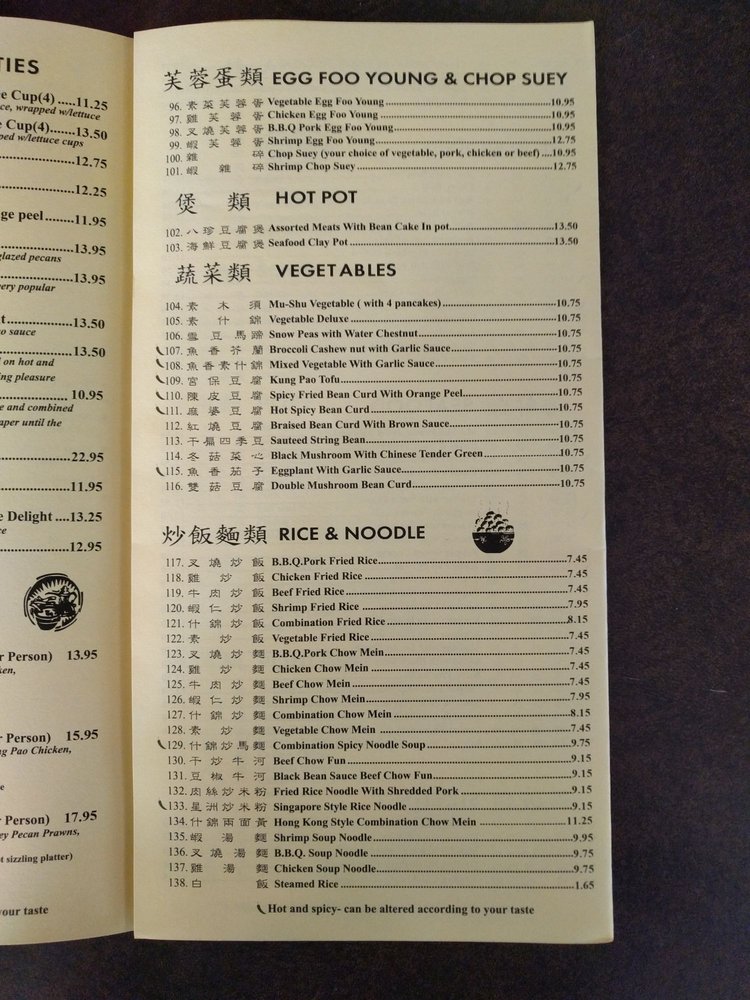 TIES
e Cup(4) .....11.25
ce, wrapped w/lettuce
e Cup(4).......13.50
ped w/lettuce cups
12.75
12.25
ge peel........11.95
13.95
glazed pecans
13.95
very popular
t..................13.50
o sauce
13.50
l on hot and
ing pleasure
10.95
e and combined
aper until the
22.95
11.95
e Delight ....13.25
ce
12.95
r Person) 13.95
ken,
r Person) 15.95
ng Pao Chicken,
e
r Person) 17.95
ey Pecan Prawns,
t sizzling platter)
your taste
芙蓉蛋類 EGG FOO YOUNG & CHOP SUEY
96. 素菜芙蓉蛋 Vegetable Egg Foo Young 10.95
97. 雞芙蓉蛋 Chicken Egg Foo Young 10.95
98. 叉燒芙蓉蛋 B.B.Q Pork Egg Foo Young 10.95
99. 蝦芙蓉蛋 Shrimp Egg Foo Young 12.75
100. 雜碎 Chop Suey (your choice of vegetable, pork, chicken or beef) ....10.95
101. 蝦雜碎 Shrimp Chop Suey 12.75
煲類 HOT POT
102. 八珍豆腐煲 Assorted Meats With Bean Cake In pot 13.50
103. 海鮮豆腐煲 Seafood Clay Pot 13.50
蔬菜類 VEGETABLES
104. 素木須 Mu-Shu Vegetable ( with 4 pancakes) 10.75
105. 素什錦 Vegetable Deluxe 10.75
106. 雪豆馬蹄 Snow Peas with Water Chestnut 10.75
107. 魚香芥蘭 Broccoli Cashew nut with Garlic Sauce 10.75
108. 魚香素什錦 Mixed Vegetable With Garlic Sauce 10.75
109. 宮保豆腐 Kung Pao Tofu 10.75
110. 陳皮豆腐 Spicy Fried Bean Curd With Orange Peel 10.75
111. 麻婆豆腐 Hot Spicy Bean Curd 10.75
112. 紅燒豆腐 Braised Bean Curd With Brown Sauce 10.75
113. 干扁四季豆 Sauteed String Bean 10.75
114. 冬菇菜心 Black Mushroom With Chinese Tender Green 10.75
115. 魚香茄子 Eggplant With Garlic Sauce 10.75
116. 雙菇豆腐 Double Mushroom Bean Curd 10.75
炒飯麵類 RICE & NOODLE
117. 叉燒炒飯 B.B.Q.Pork Fried Rice 7.45
118. 雞炒飯 Chicken Fried Rice 7.45
119. 牛肉炒飯 Beef Fried Rice 7.45
120. 蝦仁炒飯 Shrimp Fried Rice 7.95
121. 什錦炒飯 Combination Fried Rice 8.15
122. 素炒飯 Vegetable Fried Rice 7.45
123. 叉燒炒麵 B.B.Q.Pork Chow Mein 7.45
124. 雞炒麵 Chicken Chow Mein 7.45
125. 牛肉炒麵 Beef Chow Mein 7.45
126. 蝦仁炒麵 Shrimp Chow Mein 7.95
127. 什錦炒麵 Combination Chow Mein 8.15
128. 素炒麵 Vegetable Chow Mein 7.45
129. 什錦炒馬麵 Combination Spicy Noodle Soup 9.75
130. 干炒牛河 Beef Chow Fun 9.15
131. 豆椒牛河 Black Bean Sauce Beef Chow Fun 9.15
132. 肉絲炒米粉 Fried Rice Noodle With Shredded Pork 9.15
133. 星洲炒米粉 Singapore Style Rice Noodle 9.15
134. 什錦兩面黃 Hong Kong Style Combination Chow Mein 11.25
135. 蝦湯麵 Shrimp Soup Noodle 9.95
136. 叉燒湯麵 B.B.Q. Soup Noodle 9.75
137. 雞湯麵 Chicken Soup Noodle 9.75
138. 白飯 Steamed Rice 1.65
Hot and spicy- can be altered according to your taste